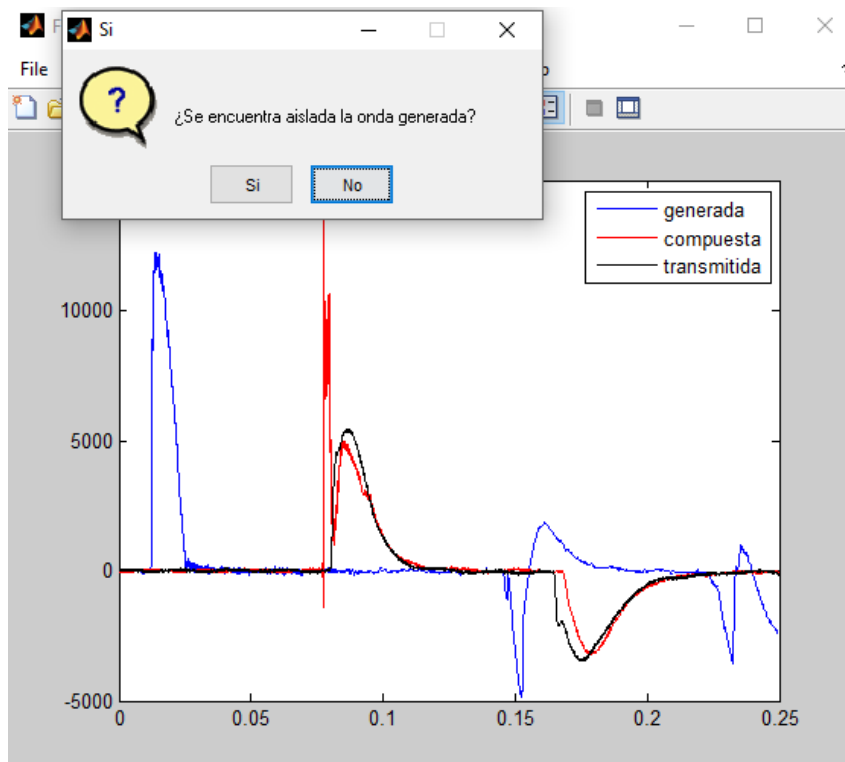 Si
¿Se encuentra aislada la onda generada?
Si
No
File
generada
compuesta
transmitida
10000
5000
0
-5000
0
0.05
0.1
0.15
0.2
0.25